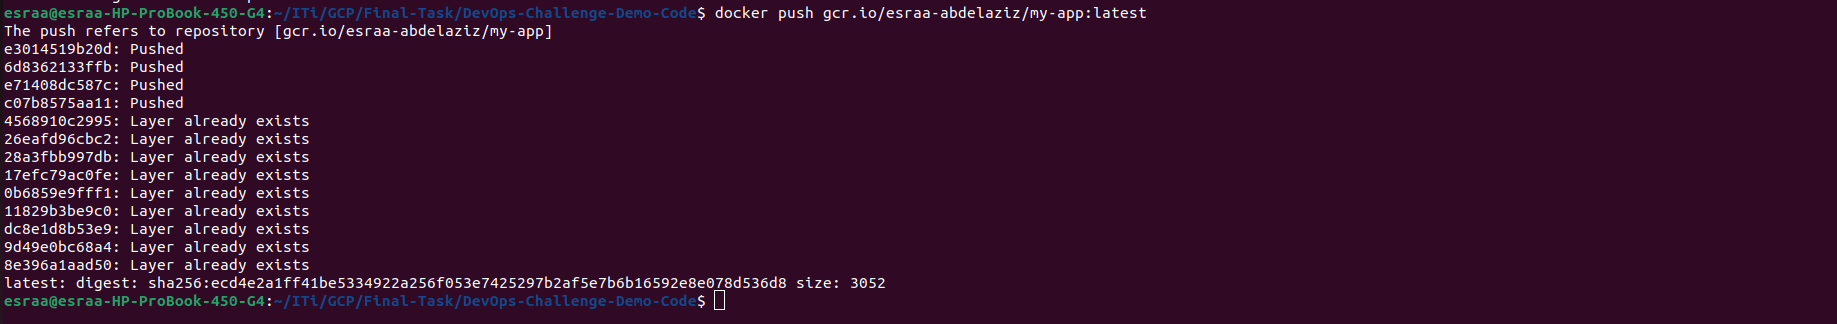 esraa@esraa-HP-ProBook-450-G4:~/ITi/GCP/Final-Task/DevOps-Challenge-Demo-Code$ docker push gcr.io/esraa-abdelaziz/my-app:latest
The push refers to repository [gcr.io/esraa-abdelaziz/my-app]
e3014519b20d: Pushed
6d8362133ffb: Pushed
e71408dc587c: Pushed
c07b8575aa11: Pushed
4568910c2995: Layer already exists
26eafd96cbc2: Layer already exists
28a3fbb997db: Layer already exists
17efc79ac0fe: Layer already exists
0b6859e9fff1: Layer already exists
11829b3be9c0: Layer already exists
dc8e1d8b53e9: Layer already exists
9d49e0bc68a4: Layer already exists
8e396a1aad50: Layer already exists
latest: digest: sha256:ecd4e2a1ff41be5334922a256f053e7425297b2af5e7b6b16592e8e078d536d8 size: 3052
esraa@esraa-HP-ProBook-450-G4:~/ITi/GCP/Final-Task/DevOps-Challenge-Demo-Code$